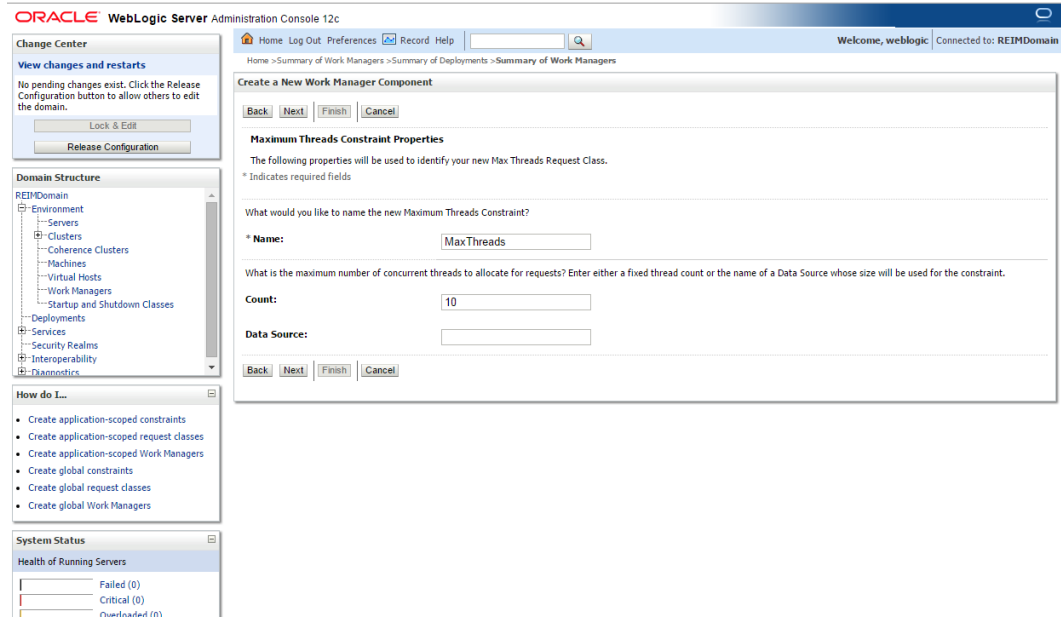 ORACLE WebLogic Server Administration Console 12c
Change Center
View changes and restarts
No pending changes exist. Click the Release
Configuration button to allow others to edit
the domain.
Lock & Edit
Release Configuration
Domain Structure
REIMDomain
Environment
Servers
Clusters
Coherence Clusters
Machines
Virtual Hosts
Work Managers
Startup and Shutdown Classes
Deployments
Services
Security Realms
Interoperability
Diagnostics
How do I...
Create application-scoped constraints
Create application-scoped request classes
Create application-scoped Work Managers
Create global constraints
Create global request classes
Create global Work Managers
System Status
Health of Running Servers
Failed (0)
Critical (0)
Overloaded (0)
Home Log Out Preferences Record Help
Welcome, weblogic Connected to: REIMDomain
Home >Summary of Work Managers >Summary of Deployments >Summary of Work Managers
Create a New Work Manager Component
Back Next Finish Cancel
Maximum Threads Constraint Properties
The following properties will be used to identify your new Max Threads Request Class.
* Indicates required fields
What would you like to name the new Maximum Threads Constraint?
* Name: MaxThreads
What is the maximum number of concurrent threads to allocate for requests? Enter either a fixed thread count or the name of a Data Source whose size will be used for the constraint.
Count: 10
Data Source:
Back Next Finish Cancel